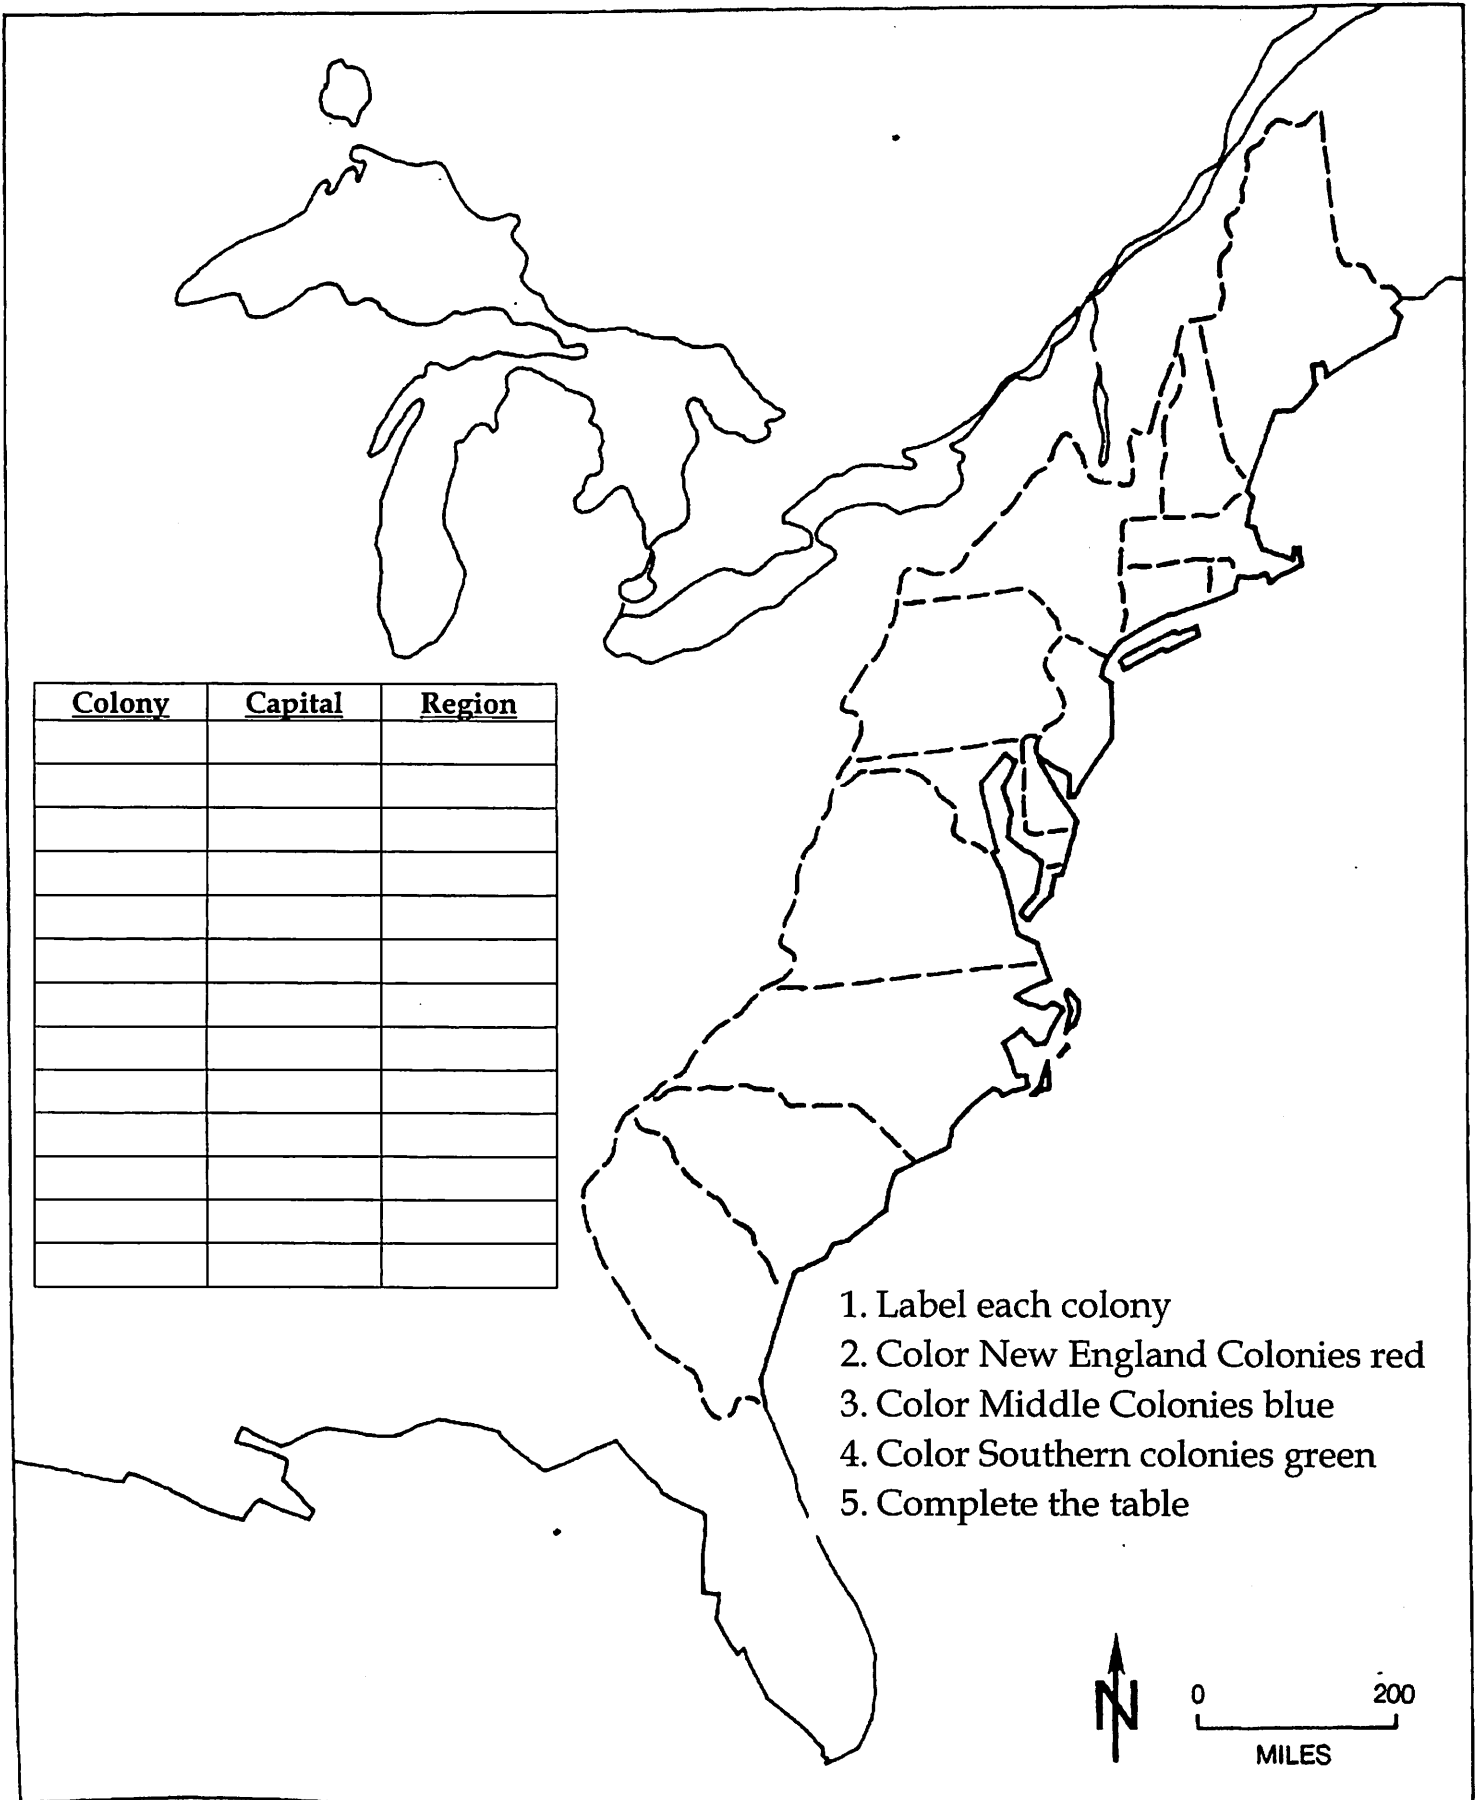 Colony Capital Region
1. Label each colony
2. Color New England Colonies red
3. Color Middle Colonies blue
4. Color Southern colonies green
5. Complete the table
N
0 200
MILES